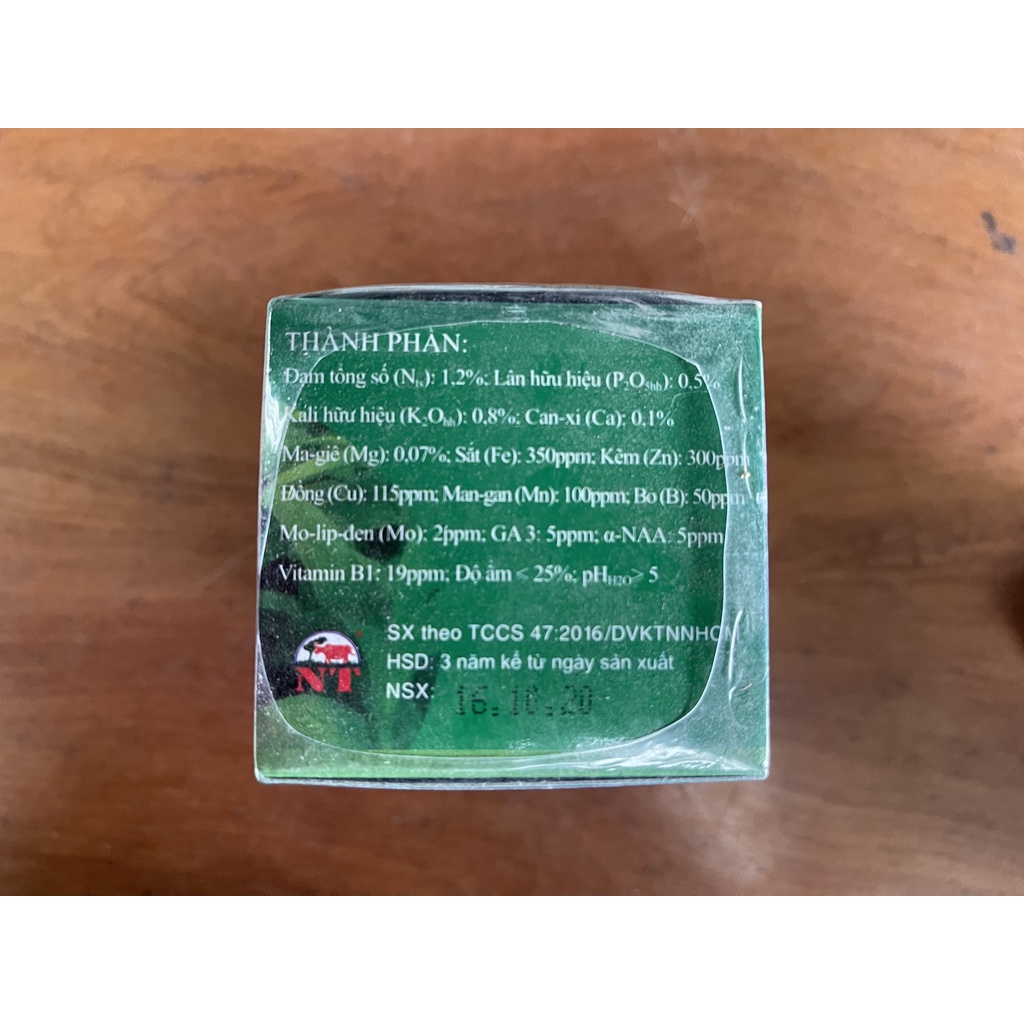 THÀNH PHẦN:
Đạm tổng số (Nts): 1,2%; Lân hữu hiệu (P2O5hh): 0,5%
Kali hữu hiệu (K2Ohh): 0,8%; Can-xi (Ca): 0,1%
Ma-giê (Mg): 0,07%; Sắt (Fe): 350ppm; Kẽm (Zn): 300ppm
Đồng (Cu): 115ppm; Man-gan (Mn): 100ppm; Bo (B): 50ppm
Mo-lip-den (Mo): 2ppm; GA 3: 5ppm; α-NAA: 5ppm
Vitamin B1: 19ppm; Độ ẩm < 25%; pHH2O> 5
SX theo TCCS 47:2016/DVKTNNHCM
HSD: 3 năm kể từ ngày sản xuất
NSX: 16.10.20
NT